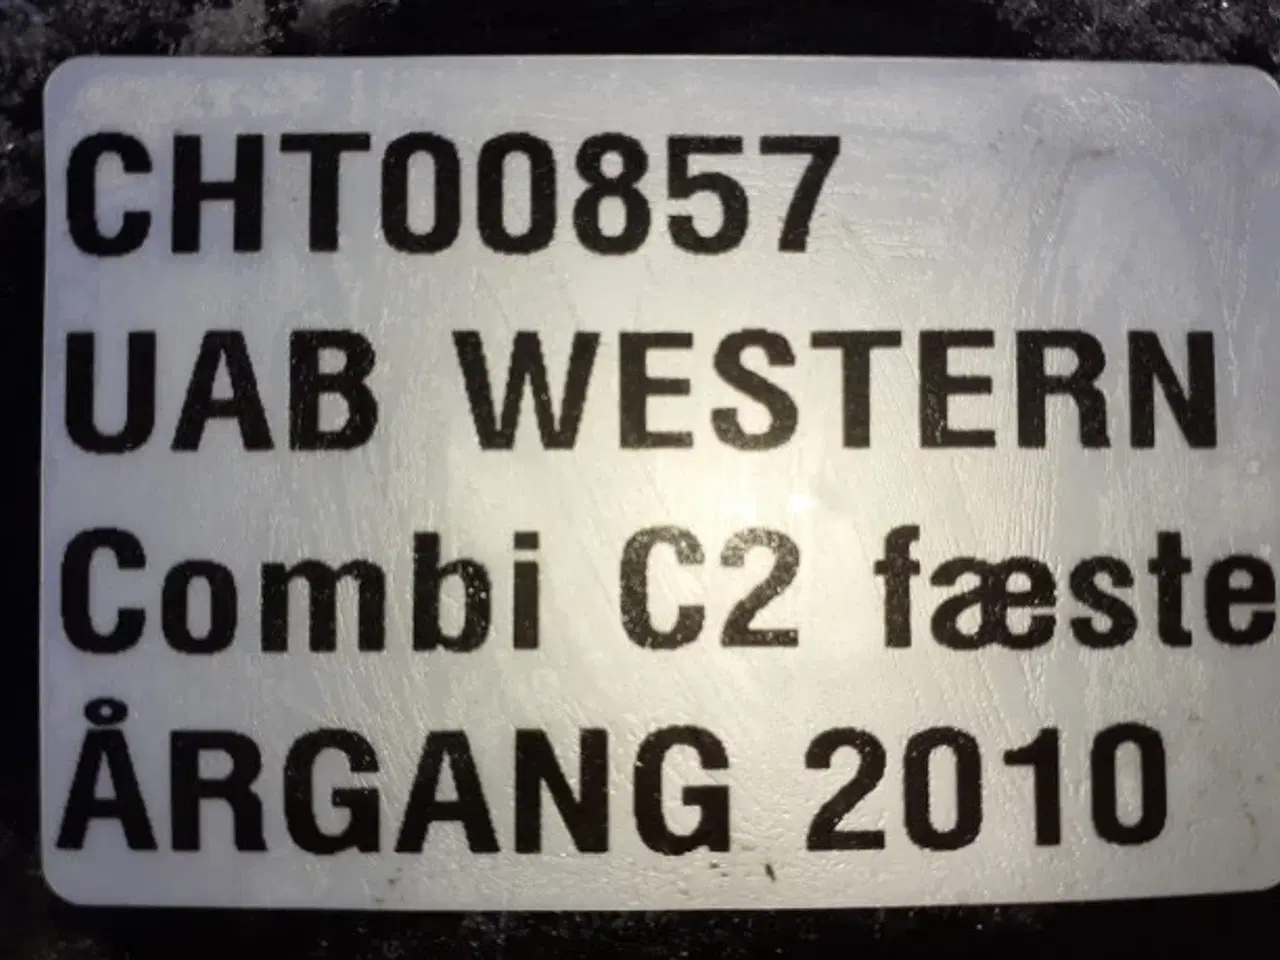 CHT00857
UAB WESTERN
Combi C2 fæste
ÅRGANG 2010